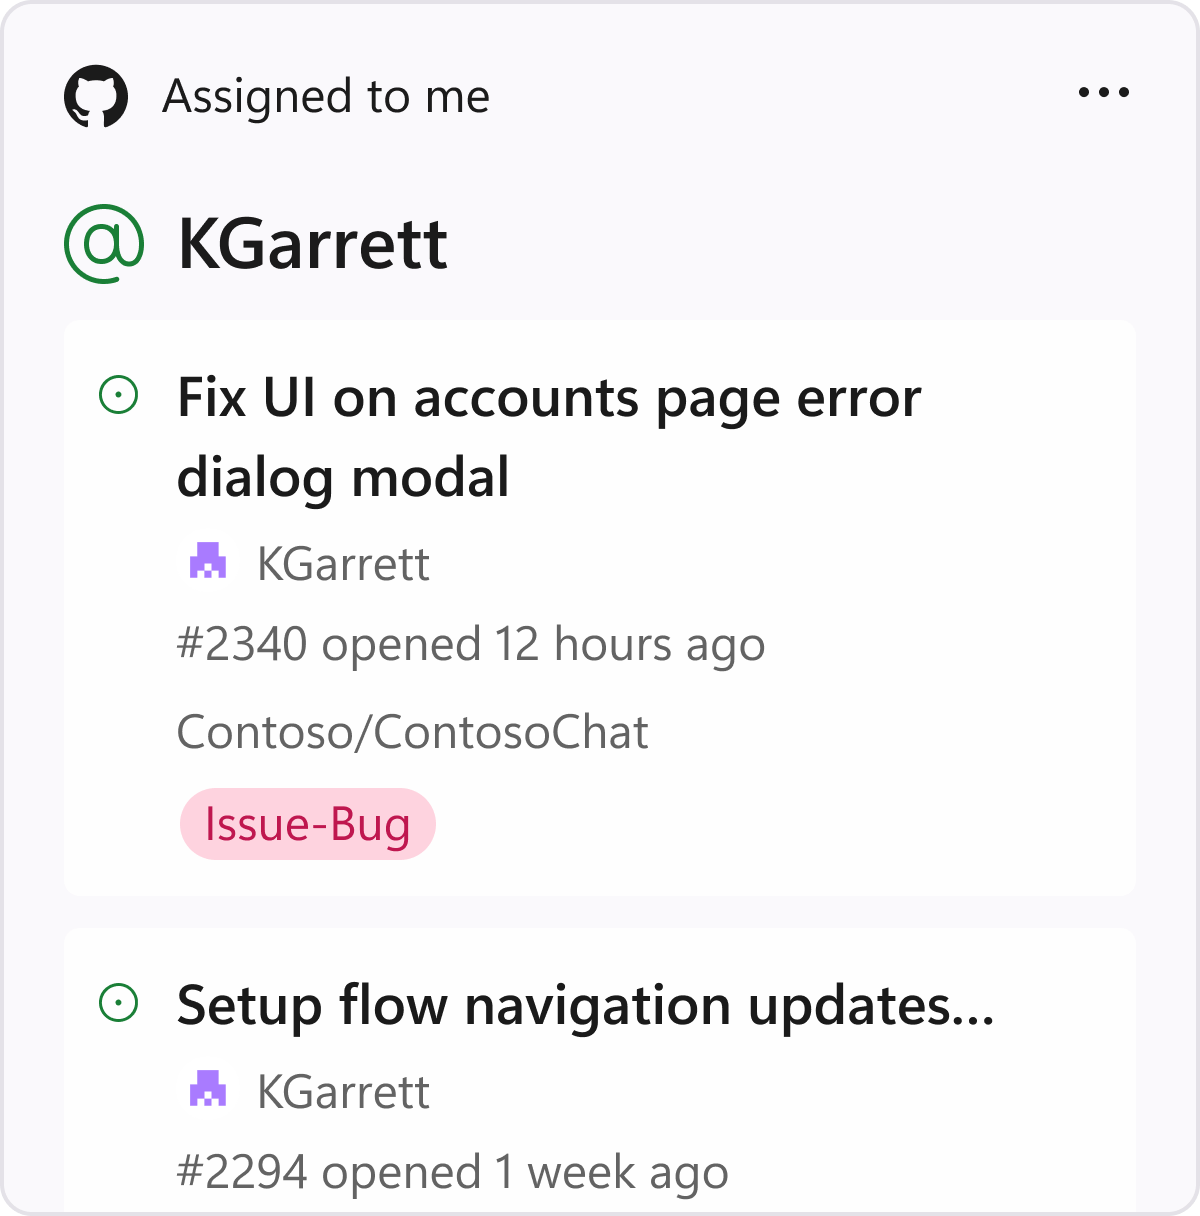 Assigned to me
@ KGarrett
Fix UI on accounts page error
dialog modal
KGarrett
#2340 opened 12 hours ago
Contoso/ContosoChat
Issue-Bug
Setup flow navigation updates...
KGarrett
#2294 opened 1 week ago